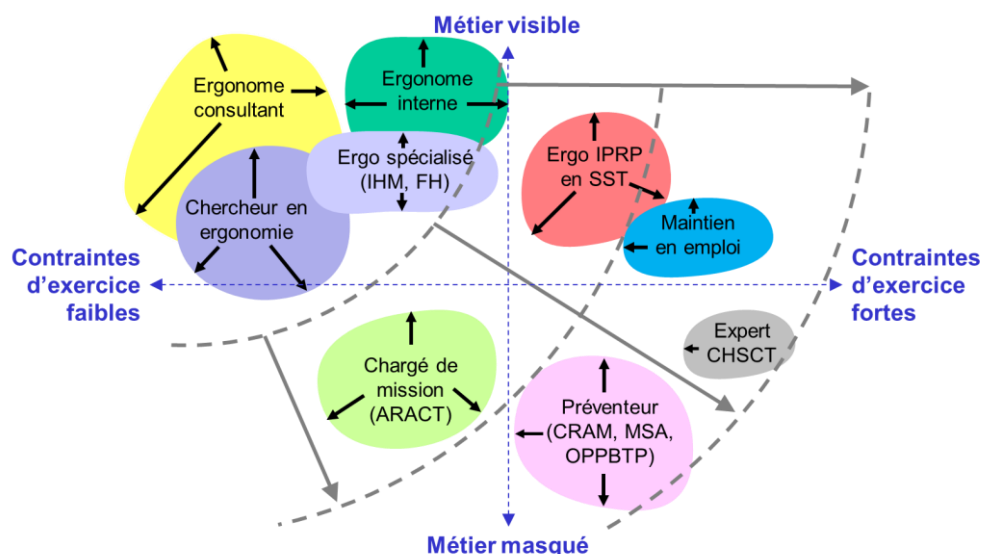 Métier visible
Ergonome
consultant
Ergonome
interne
Ergo spécialisé
(IHM, FH)
Ergo IPRP
en SST
Chercheur en
ergonomie
Maintien
en emploi
Contraintes
d’exercice
faibles
Contraintes
d’exercice
fortes
Expert
CHSCT
Chargé de
mission
(ARACT)
Préventeur
(CRAM, MSA,
OPPBTP)
Métier masqué